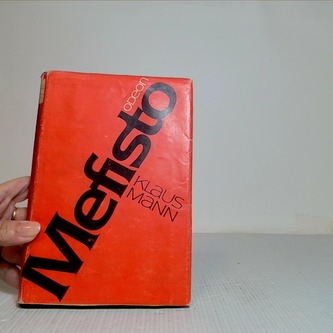 odeon
Mefisto
KLaus
maNN